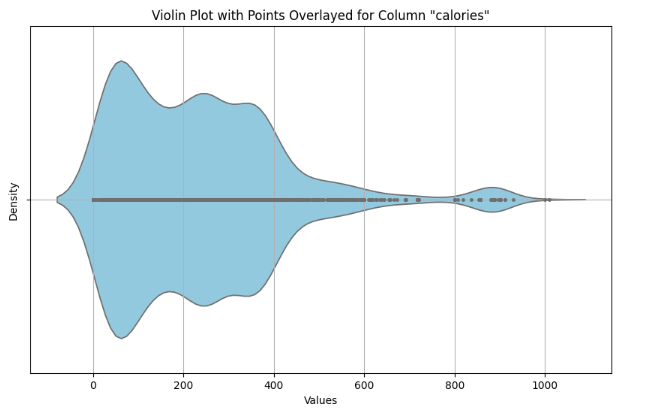 Violin Plot with Points Overlayed for Column "calories"
Density
0 200 400 600 800 1000
Values